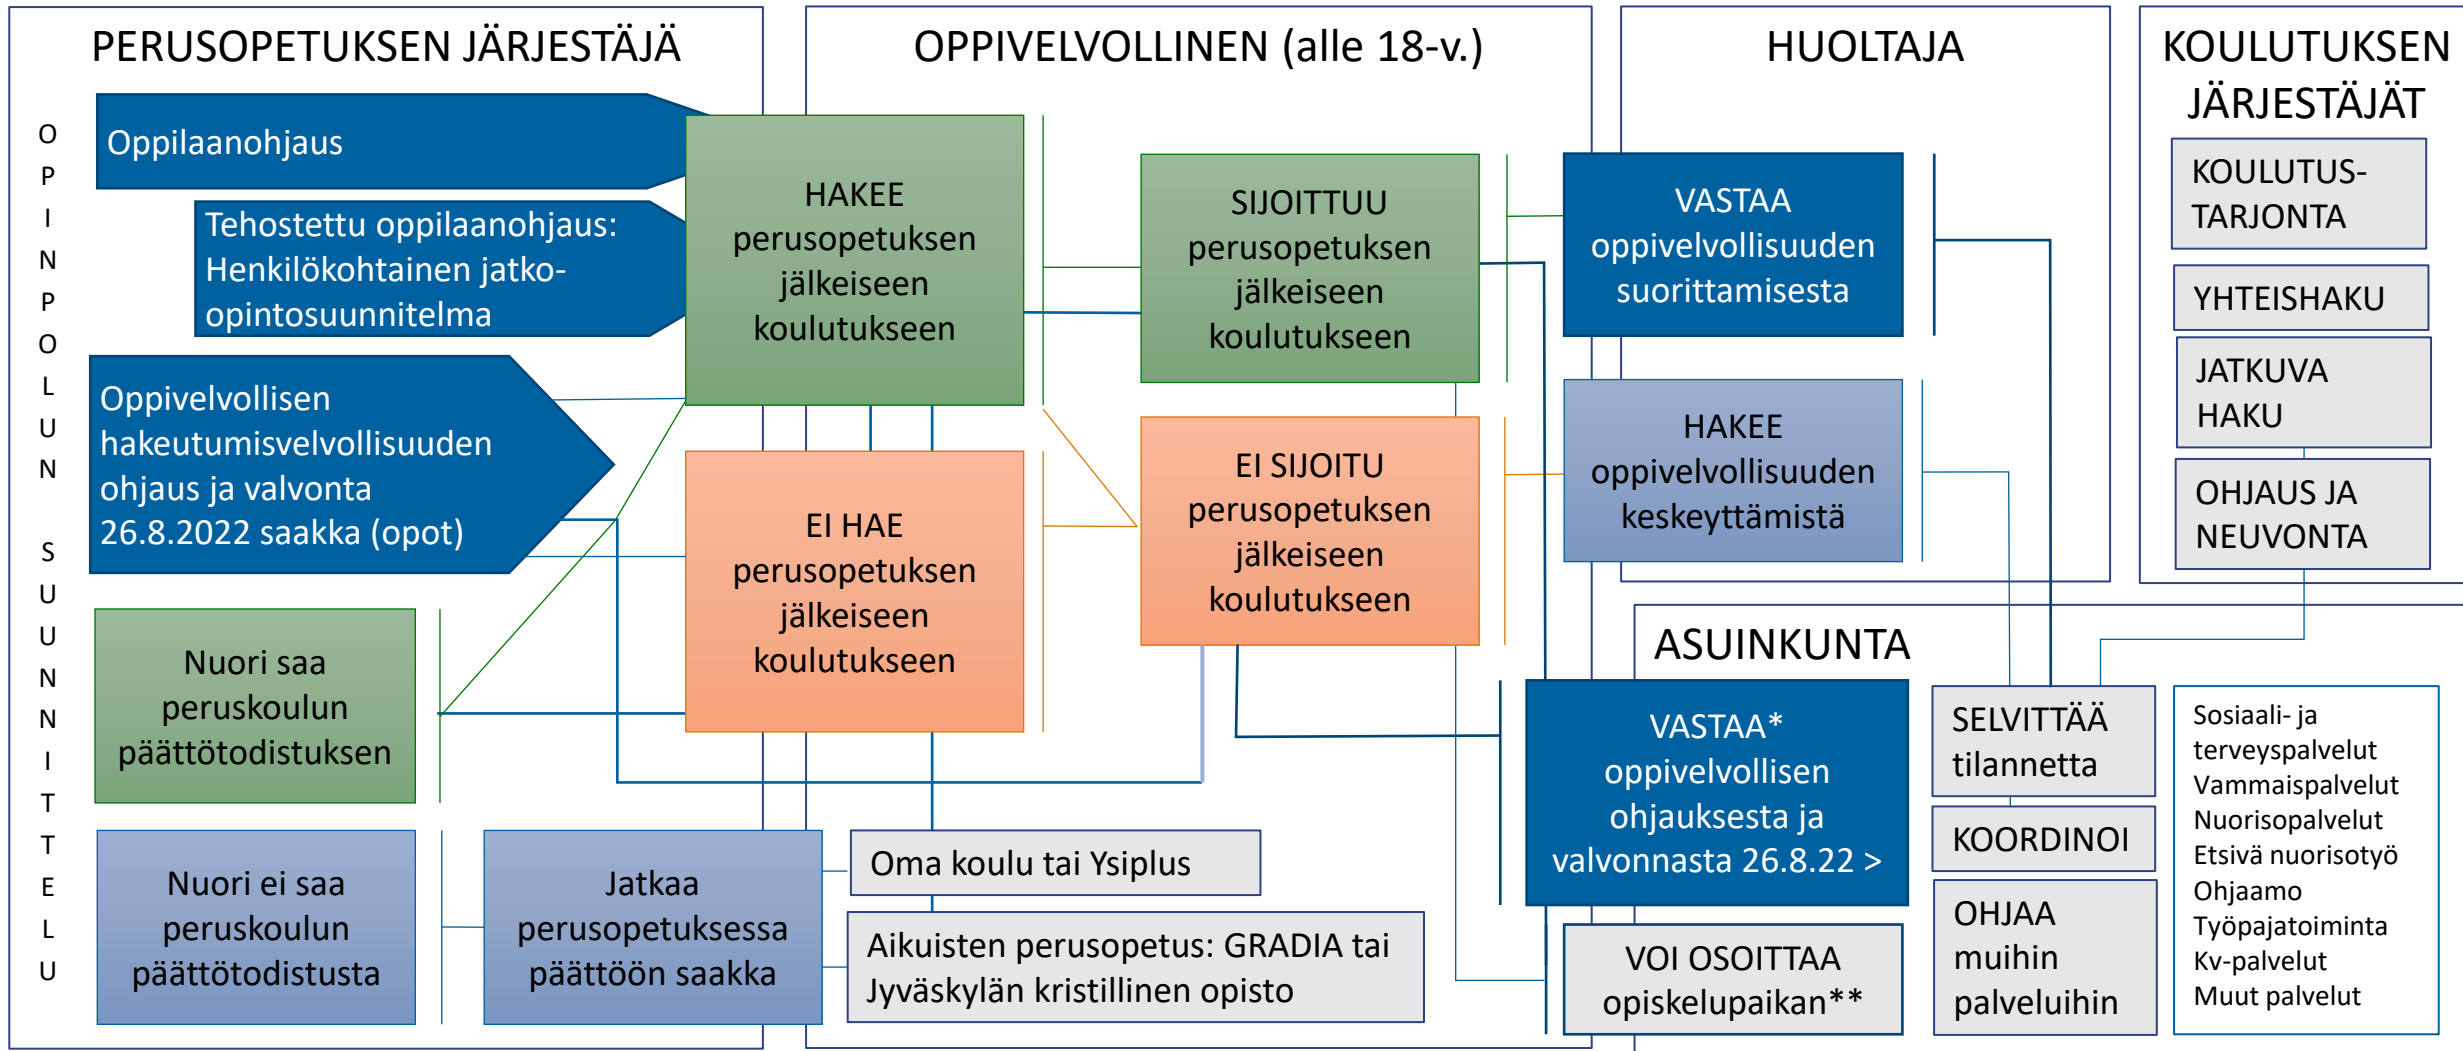 PERUSOPETUKSEN JÄRJESTÄJÄ
OPINPOLUN SUUNNITTELU
Oppilaanohjaus
Tehostettu oppilaanohjaus:
Henkilökohtainen jatko-
opintosuunnitelma
Oppivelvollisen
hakeutumisvelvollisuuden
ohjaus ja valvonta
26.8.2022 saakka (opot)
Nuori saa
peruskoulun
päättötodistuksen
Nuori ei saa
peruskoulun
päättötodistusta
Jatkaa
perusopetuksessa
päättöön saakka
OPPIVELVOLLINEN (alle 18-v.)
HAKEE
perusopetuksen
jälkeiseen
koulutukseen
EI HAE
perusopetuksen
jälkeiseen
koulutukseen
SIJOITTUU
perusopetuksen
jälkeiseen
koulutukseen
EI SIJOITU
perusopetuksen
jälkeiseen
koulutukseen
Oma koulu tai Ysiplus
Aikuisten perusopetus: GRADIA tai
Jyväskylän kristillinen opisto
HUOLTAJA
VASTAA
oppivelvollisuuden
suorittamisesta
HAKEE
oppivelvollisuuden
keskeyttämistä
KOULUTUKSEN
JÄRJESTÄJÄT
KOULUTUS-
TARJONTA
YHTEISHAKU
JATKUVA
HAKU
OHJAUS JA
NEUVONTA
ASUINKUNTA
VASTAA*
oppivelvollisen
ohjauksesta ja
valvonnasta 26.8.22 >
VOI OSOITTAA
opiskelupaikan**
SELVITTÄÄ
tilannetta
KOORDINOI
OHJAA
muihin
palveluihin
Sosiaali- ja
terveyspalvelut
Vammaispalvelut
Nuorisopalvelut
Etsivä nuorisotyö
Ohjaamo
Työpajatoiminta
Kv-palvelut
Muut palvelut